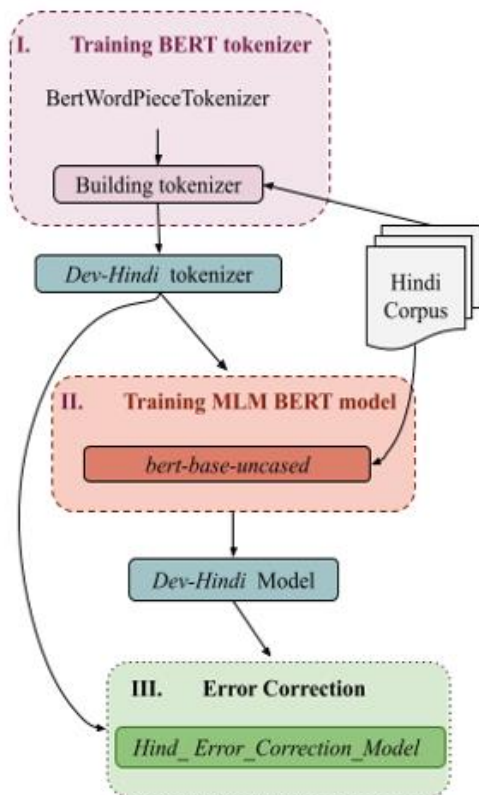 I. Training BERT tokenizer
BertWordPieceTokenizer
Building tokenizer
Dev-Hindi tokenizer
Hindi
Corpus
II. Training MLM BERT model
bert-base-uncased
Dev-Hindi Model
III. Error Correction
Hind_Error_Correction_Model